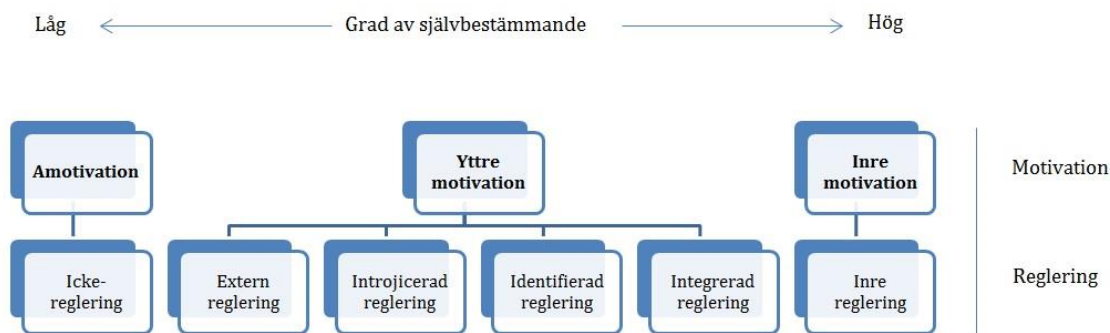 Låg
Grad av självbestämmande
Hög
Amotivation
Yttre
motivation
Inre
motivation
Motivation
Icke-
reglering
Extern
reglering
Introjicerad
reglering
Identifierad
reglering
Integrerad
reglering
Inre
reglering
Reglering